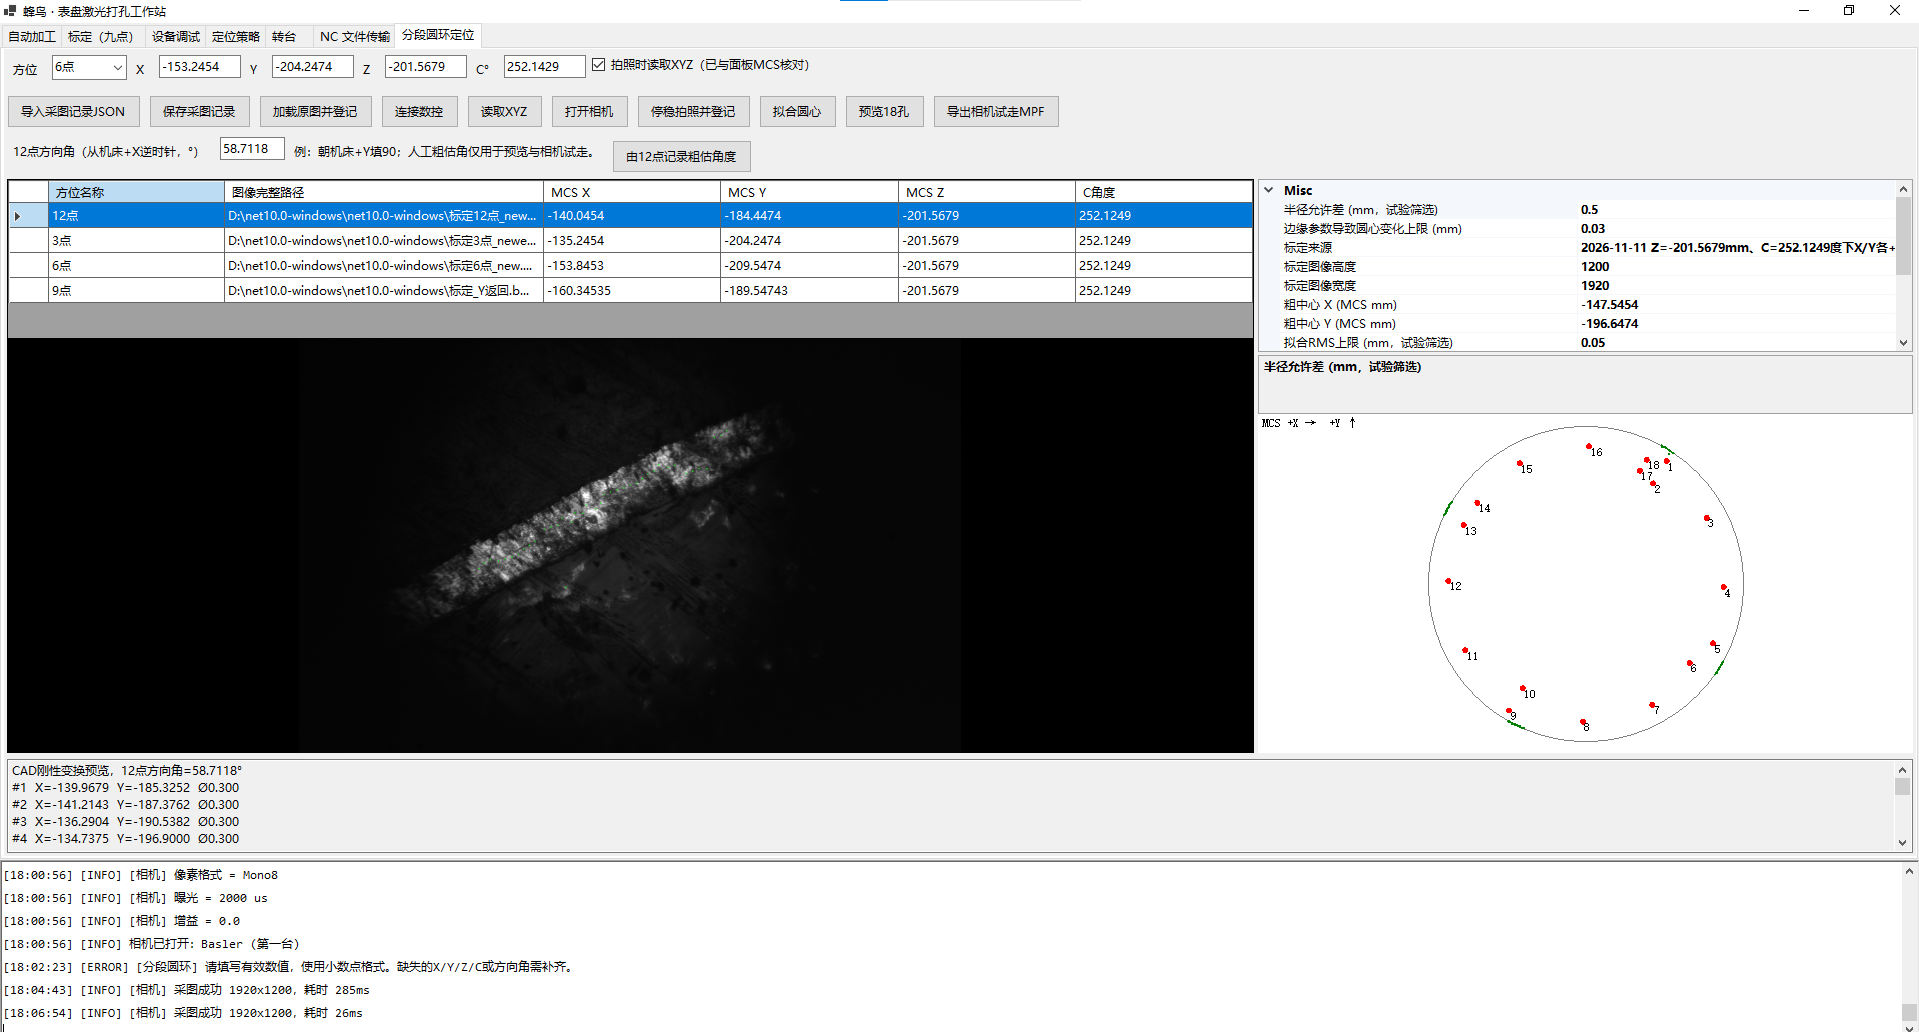 蜂鸟 · 表盘激光打孔工作站
自动加工 标定（九点） 设备调试 定位策略 转台 NC 文件传输 分段圆环定位
方位 6点 X -153.2454 Y -204.2474 Z -201.5679 C° 252.1429 拍照时读取XYZ（已与面板MCS核对）
导入采图记录JSON 保存采图记录 加载原图并登记 连接数控 读取XYZ 打开相机 停稳拍照并登记 拟合圆心 预览18孔 导出相机试走MPF
12点方向角（从机床+X逆时针，°） 58.7118 例：朝机床+Y填90；人工粗估角仅用于预览与相机试走。 由12点记录粗估角度
方位名称 图像完整路径 MCS X MCS Y MCS Z C角度
12点 D:\net10.0-windows\net10.0-windows\标定12点_new... -140.0454 -184.4474 -201.5679 252.1249
3点 D:\net10.0-windows\net10.0-windows\标定3点_newe... -135.2454 -204.2474 -201.5679 252.1249
6点 D:\net10.0-windows\net10.0-windows\标定6点_new.... -153.8453 -209.5474 -201.5679 252.1249
9点 D:\net10.0-windows\net10.0-windows\标定_Y返回.b... -160.34535 -189.54743 -201.5679 252.1249
Misc
半径允许差 (mm，试验筛选) 0.5
边缘参数导致圆心变化上限 (mm) 0.03
标定来源 2026-11-11 Z=-201.5679mm、C=252.1249度下X/Y各+
标定图像高度 1200
标定图像宽度 1920
粗中心 X (MCS mm) -147.5454
粗中心 Y (MCS mm) -196.6474
拟合RMS上限 (mm，试验筛选) 0.05
半径允许差 (mm，试验筛选)
MCS +X → +Y ↑
16
15
18
1
17
2
14
3
13
12
4
5
11
6
10
7
9
8
CAD刚性变换预览，12点方向角=58.7118°
#1 X=-139.9679 Y=-185.3252 Ø0.300
#2 X=-141.2143 Y=-187.3762 Ø0.300
#3 X=-136.2904 Y=-190.5382 Ø0.300
#4 X=-134.7375 Y=-196.9000 Ø0.300
[18:00:56] [INFO] [相机] 像素格式 = Mono8
[18:00:56] [INFO] [相机] 曝光 = 2000 us
[18:00:56] [INFO] [相机] 增益 = 0.0
[18:00:56] [INFO] 相机已打开: Basler (第一台)
[18:02:23] [ERROR] [分段圆环] 请填写有效数值，使用小数点格式。缺失的X/Y/Z/C或方向角需补齐。
[18:04:43] [INFO] [相机] 采图成功 1920x1200, 耗时 285ms
[18:06:54] [INFO] [相机] 采图成功 1920x1200, 耗时 26ms